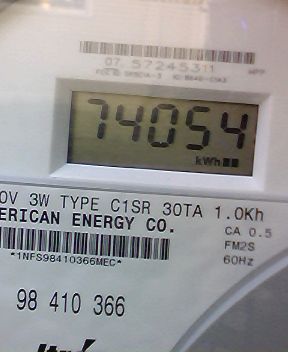 07 57245311
74054
kWh
0V 3W TYPE C1SR 30TA 1.0Kh
ERICAN ENERGY CO.
CA 0.5
FM2S
60Hz
*1NFS98410366MEC*
98 410 366